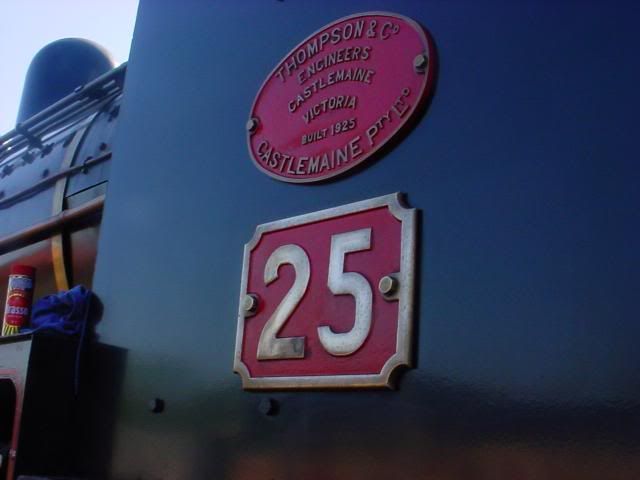 THOMPSON & Cº
ENGINEERS
CASTLEMAINE
VICTORIA
BUILT 1925
CASTLEMAINE PTY LTD
25